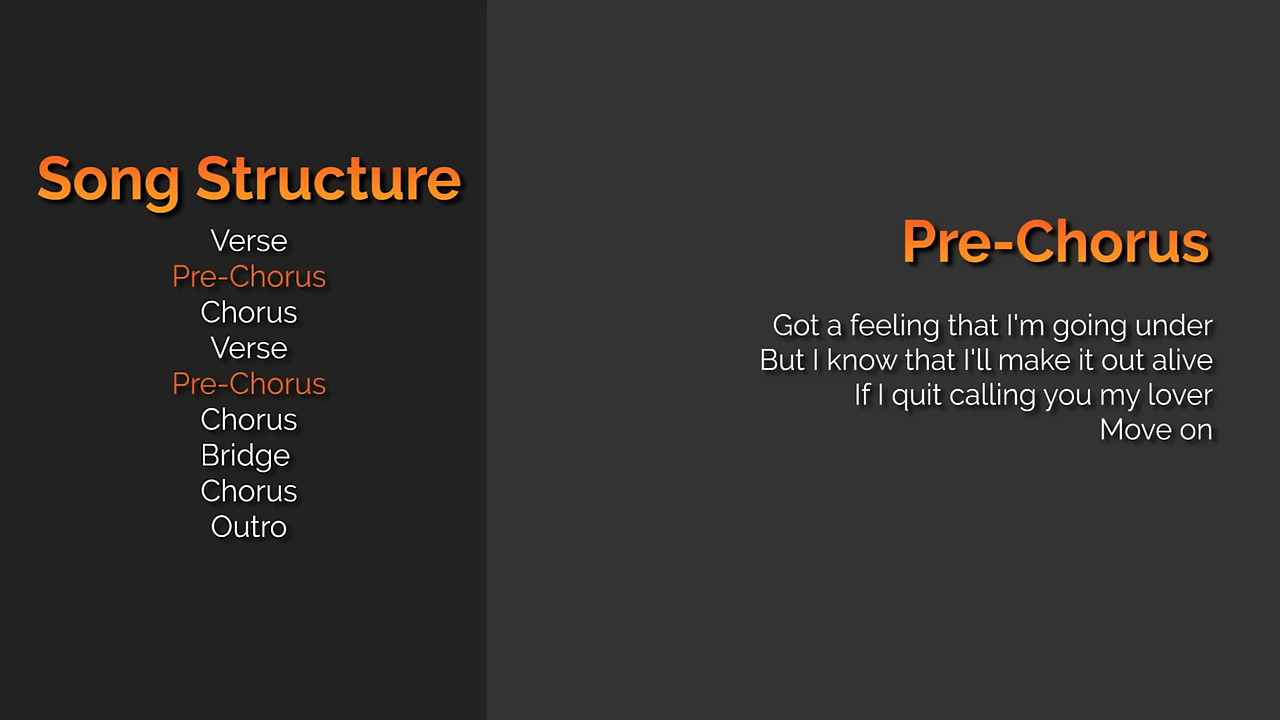 Song Structure
Verse
Pre-Chorus
Chorus
Verse
Pre-Chorus
Chorus
Bridge
Chorus
Outro
Pre-Chorus
Got a feeling that I'm going under
But I know that I'll make it out alive
If I quit calling you my lover
Move on